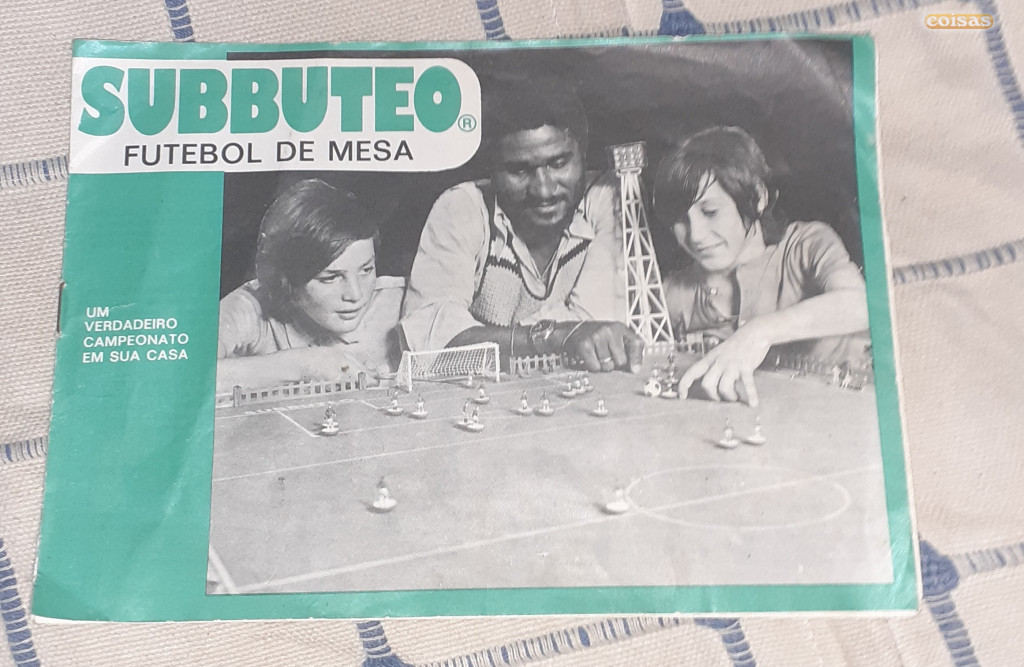 coisas
SUBBUTEO®
FUTEBOL DE MESA
UM
VERDADEIRO
CAMPEONATO
EM SUA CASA